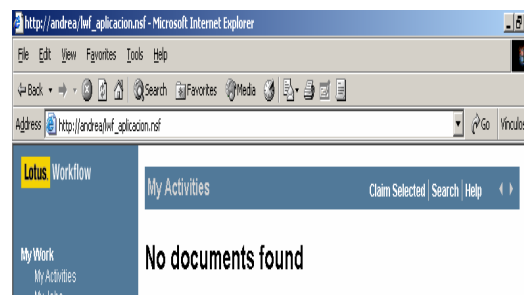 http://andrea/lwf_aplicacion.nsf - Microsoft Internet Explorer
File Edit View Favorites Tools Help
Back Search Favorites Media
Address http://andrea/lwf_aplicacion.nsf Go Vínculos
Lotus. Workflow
My Activities Claim Selected | Search | Help
My Work
My Activities
My Jobs
No documents found